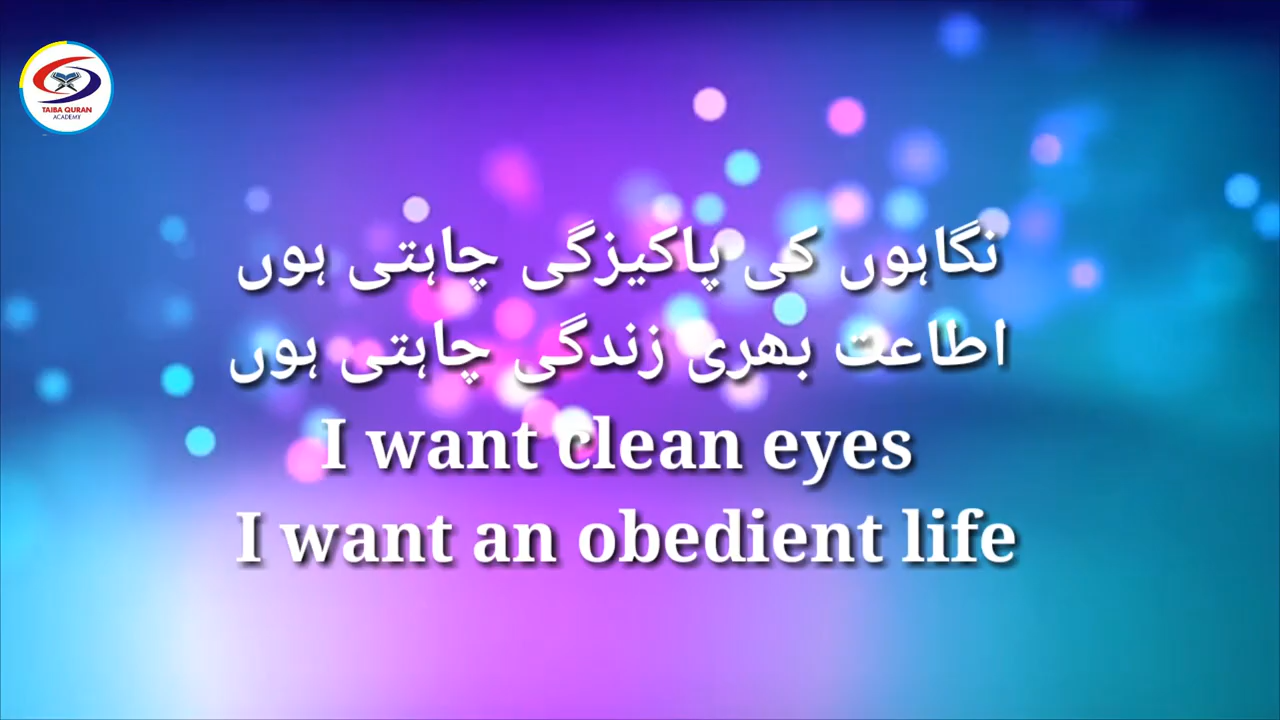 TAIBA QURAN
ACADEMY
نگاہوں کی پاکیزگی چاہتی ہوں
اطاعت بھری زندگی چاہتی ہوں
I want clean eyes
I want an obedient life